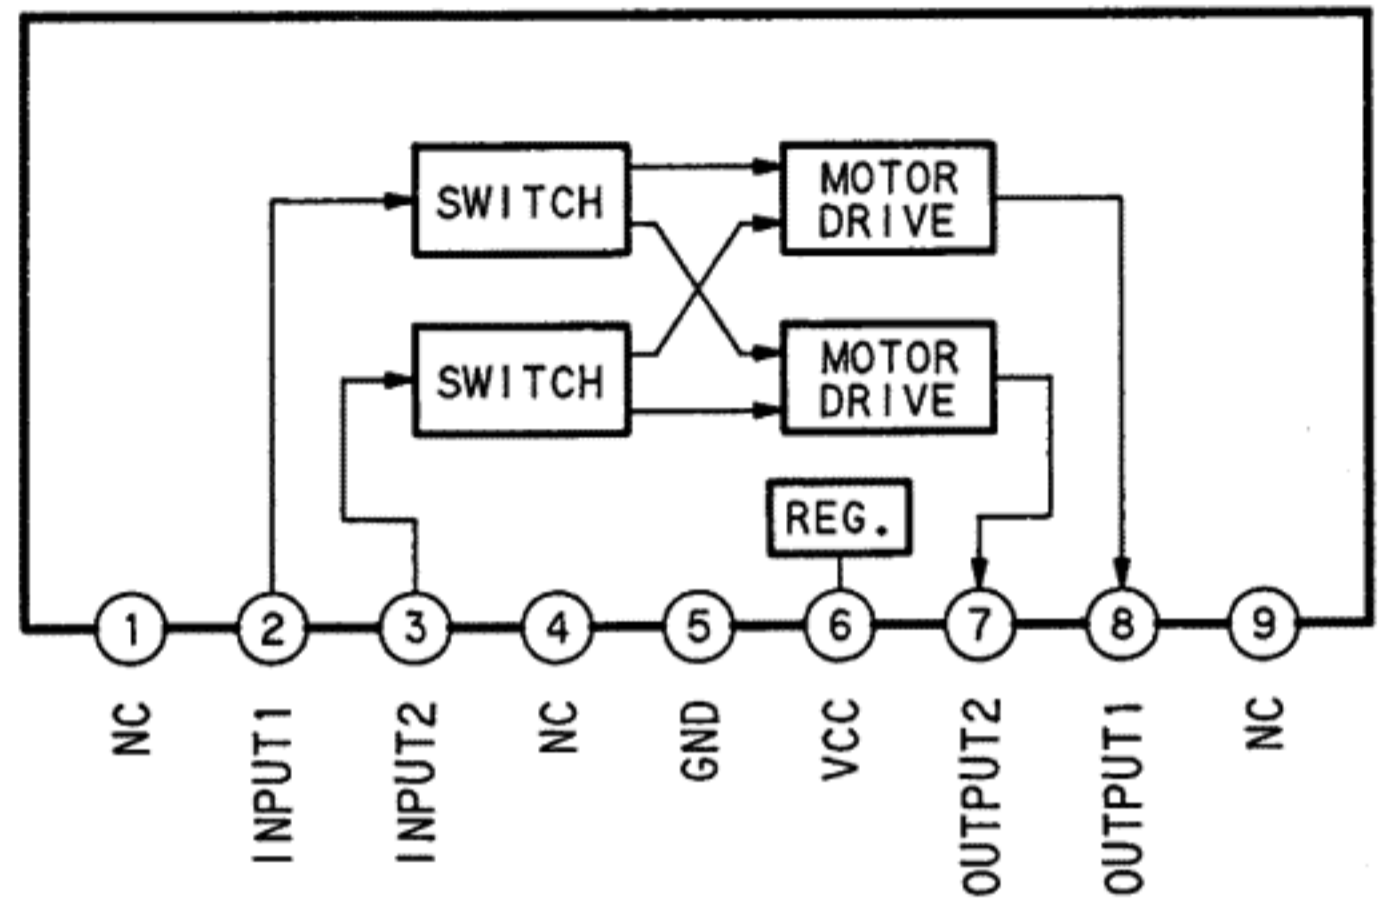 SWITCH
MOTOR
DRIVE
SWITCH
MOTOR
DRIVE
REG.
1
2
3
4
5
6
7
8
9
NC
INPUT1
INPUT2
NC
GND
VCC
OUTPUT2
OUTPUT1
NC